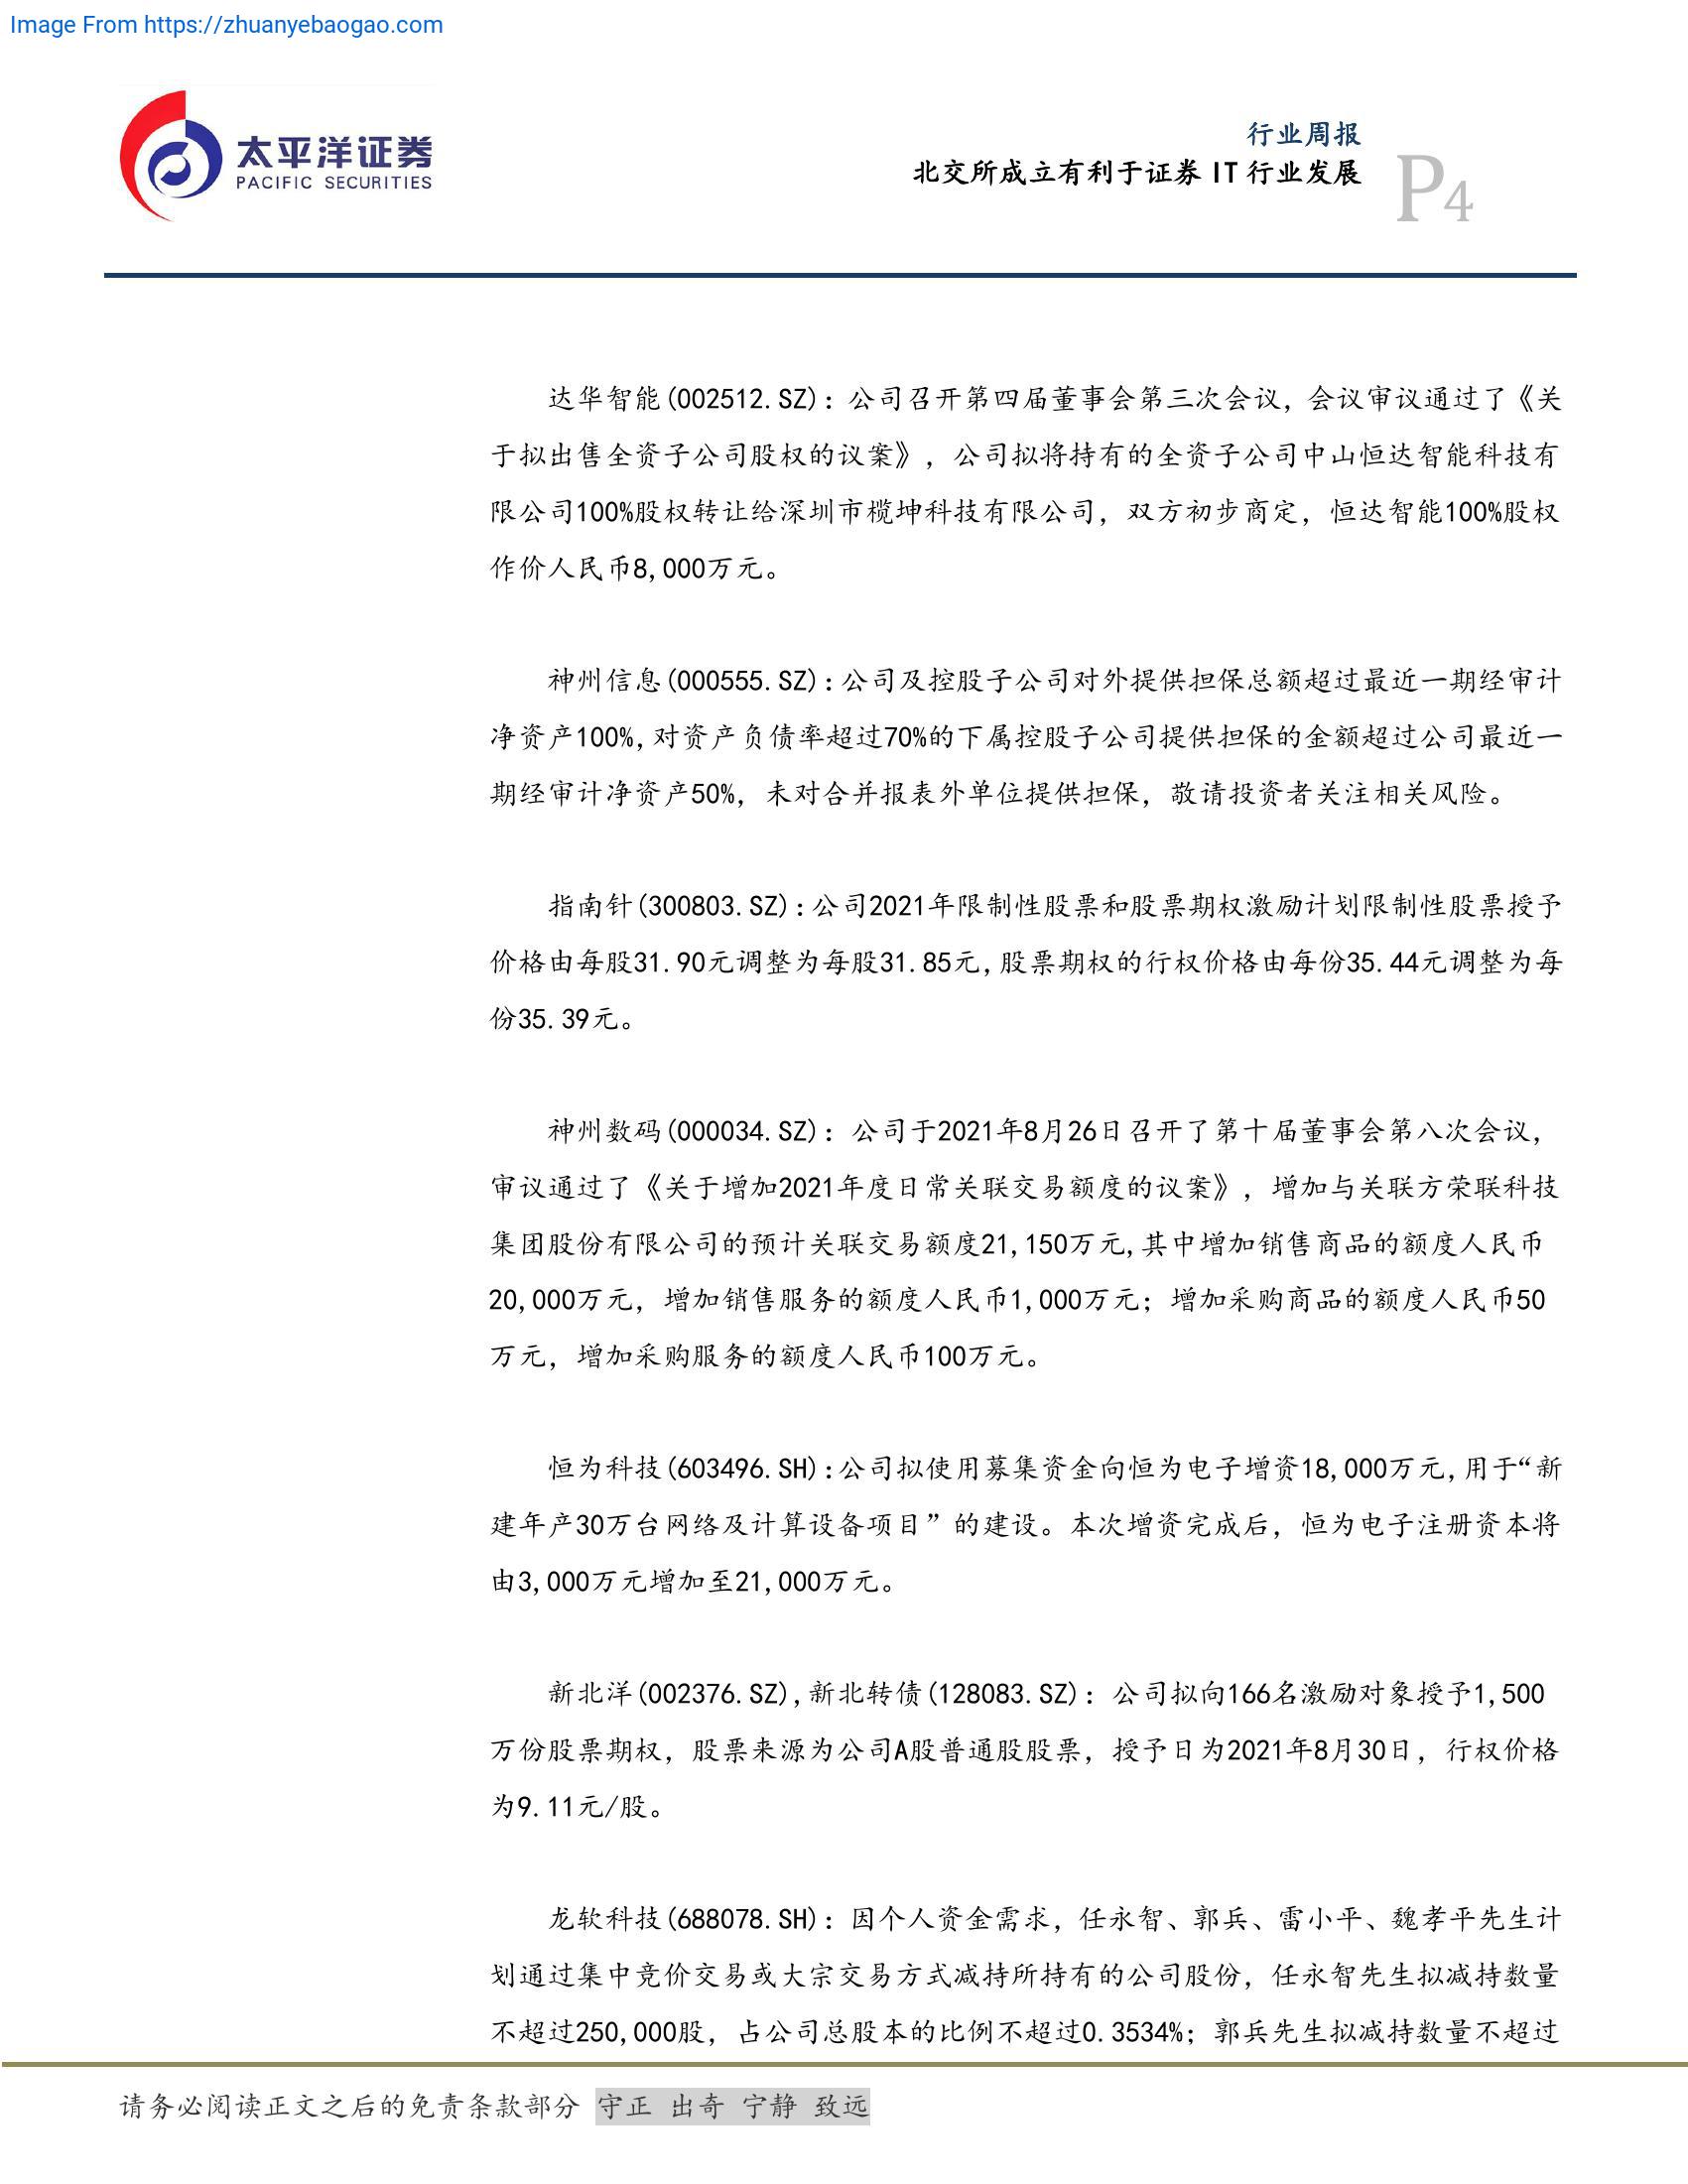 Image From https://zhuanyebaogao.com
太平洋证券
PACIFIC SECURITIES
行业周报
北交所成立有利于证券 IT 行业发展
P4
达华智能(002512.SZ)：公司召开第四届董事会第三次会议，会议审议通过了《关
于拟出售全资子公司股权的议案》，公司拟将持有的全资子公司中山恒达智能科技有
限公司100%股权转让给深圳市榄坤科技有限公司，双方初步商定，恒达智能100%股权
作价人民币8,000万元。
神州信息(000555.SZ):公司及控股子公司对外提供担保总额超过最近一期经审计
净资产100%,对资产负债率超过70%的下属控股子公司提供担保的金额超过公司最近一
期经审计净资产50%，未对合并报表外单位提供担保，敬请投资者关注相关风险。
指南针(300803.SZ):公司2021年限制性股票和股票期权激励计划限制性股票授予
价格由每股31.90元调整为每股31.85元,股票期权的行权价格由每份35.44元调整为每
份35.39元。
神州数码(000034.SZ)：公司于2021年8月26日召开了第十届董事会第八次会议，
审议通过了《关于增加2021年度日常关联交易额度的议案》，增加与关联方荣联科技
集团股份有限公司的预计关联交易额度21,150万元,其中增加销售商品的额度人民币
20,000万元，增加销售服务的额度人民币1,000万元；增加采购商品的额度人民币50
万元，增加采购服务的额度人民币100万元。
恒为科技(603496.SH):公司拟使用募集资金向恒为电子增资18,000万元,用于“新
建年产30万台网络及计算设备项目”的建设。本次增资完成后，恒为电子注册资本将
由3,000万元增加至21,000万元。
新北洋(002376.SZ),新北转债(128083.SZ)：公司拟向166名激励对象授予1,500
万份股票期权，股票来源为公司A股普通股股票，授予日为2021年8月30日，行权价格
为9.11元/股。
龙软科技(688078.SH)：因个人资金需求，任永智、郭兵、雷小平、魏孝平先生计
划通过集中竞价交易或大宗交易方式减持所持有的公司股份，任永智先生拟减持数量
不超过250,000股，占公司总股本的比例不超过0.3534%；郭兵先生拟减持数量不超过
请务必阅读正文之后的免责条款部分 守正 出奇 宁静 致远